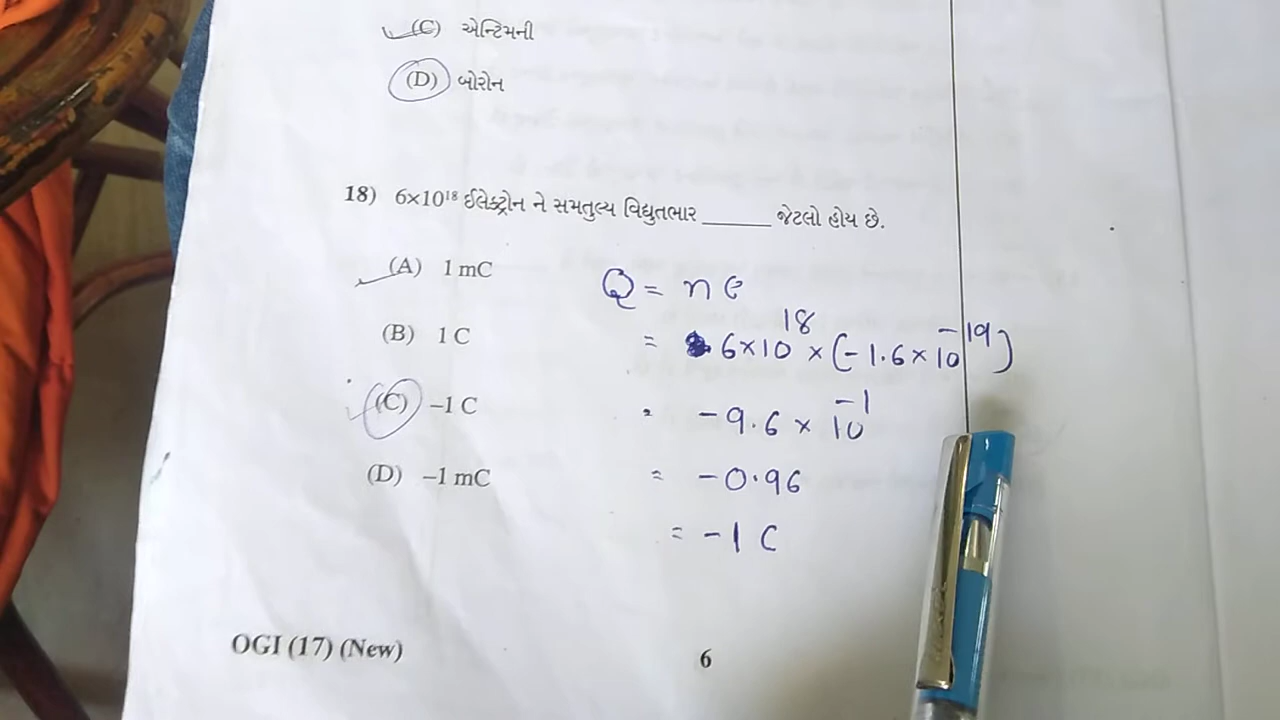 (C) એન્ટિમની
(D) બોરોન
18) 6×10¹⁸ ઈલેક્ટ્રોન ને સમતુલ્ય વિદ્યુતભાર ______ જેટલો હોય છે.
(A) 1 mC
(B) 1 C
(C) –1 C
(D) –1 mC
Q = n e
= 6×10¹⁸ × (-1.6×10⁻¹⁹)
= -9.6 × 10⁻¹
= -0.96
= -1 C
OGI (17) (New)
6